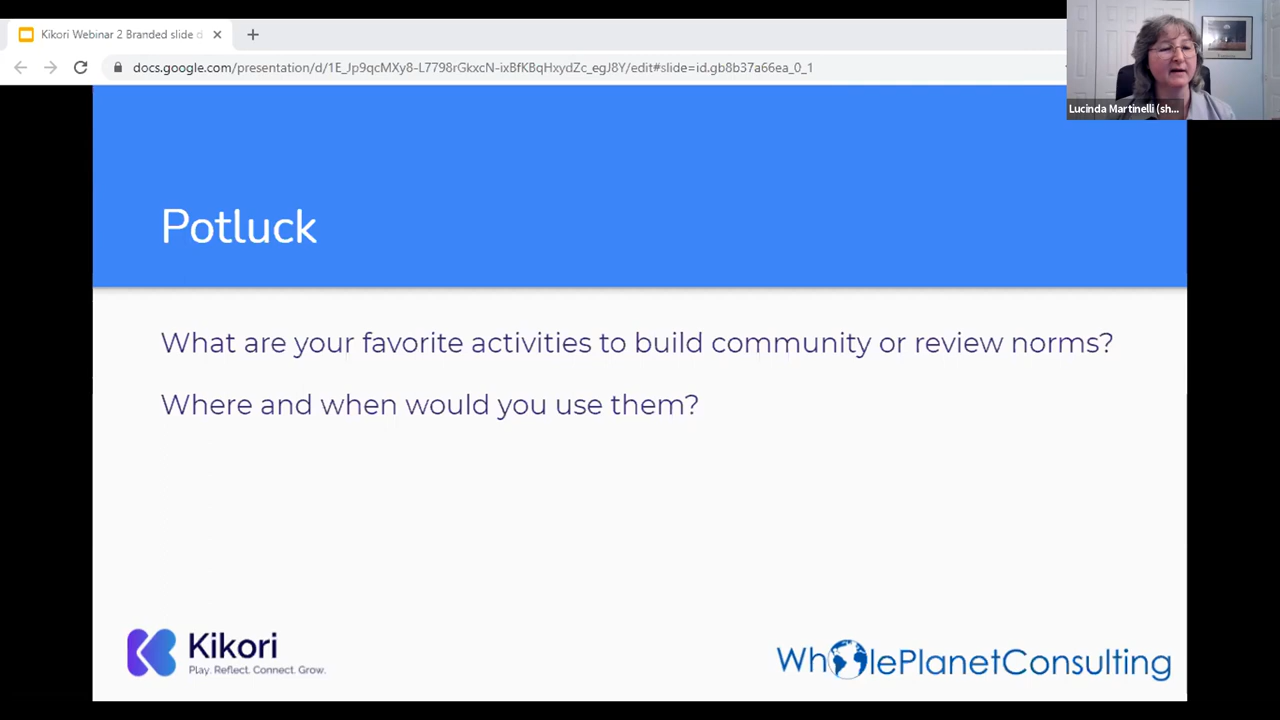 Kikori Webinar 2 Branded slide d
docs.google.com/presentation/d/1E_Jp9qcMXy8-L7798rGkxcN-ixBfKBqHxydZc_egJ8Y/edit#slide=id.gb8b37a66ea_0_1
Lucinda Martinelli (sh...
Potluck
What are your favorite activities to build community or review norms?
Where and when would you use them?
Kikori
Play. Reflect. Connect. Grow.
WholePlanetConsulting